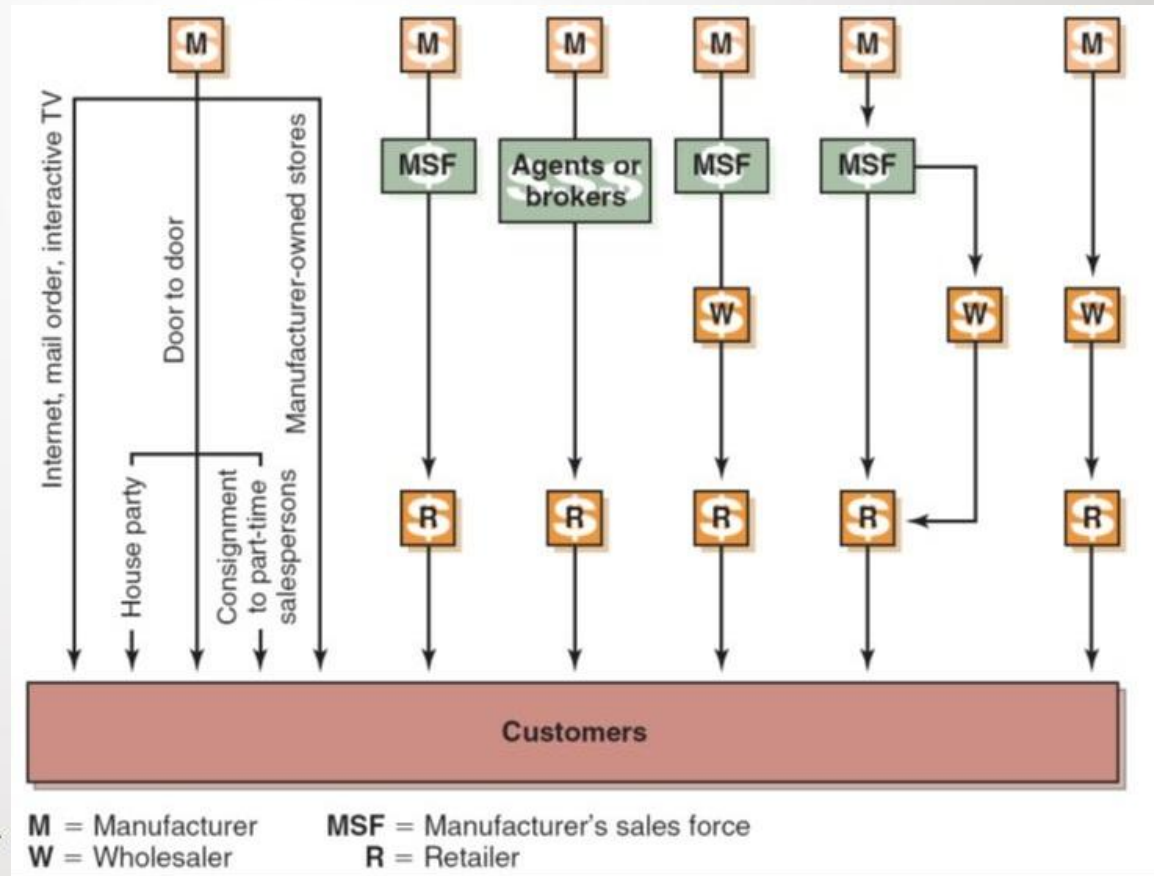 M
M
M
M
M
M
Internet, mail order, interactive TV
Door to door
Manufacturer-owned stores
House party
Consignment
to part-time
salespersons
MSF
Agents or
brokers
MSF
MSF
W
W
W
R
R
R
R
R
Customers
M = Manufacturer
MSF = Manufacturer's sales force
W = Wholesaler
R = Retailer